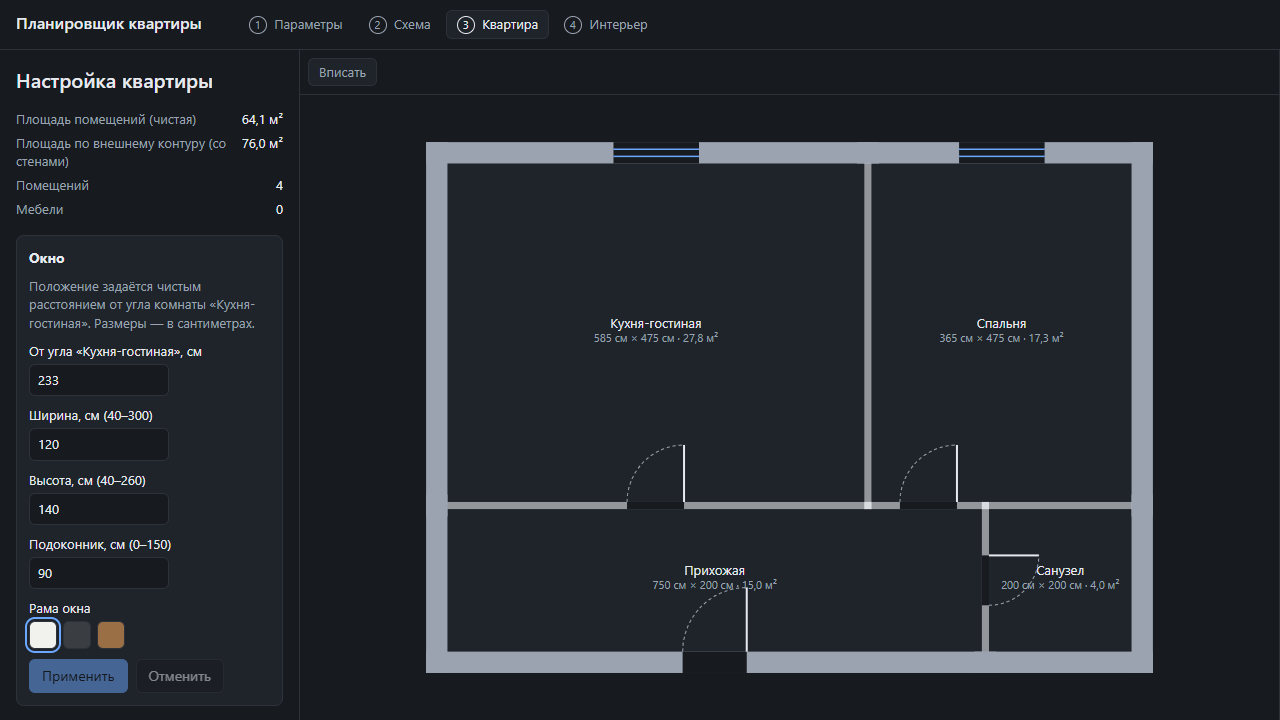 Планировщик квартиры
1 Параметры
2 Схема
3 Квартира
4 Интерьер
Настройка квартиры
Вписать
Площадь помещений (чистая) 64,1 м²
Площадь по внешнему контуру (со стенами) 76,0 м²
Помещений 4
Мебели 0
Окно
Положение задаётся чистым
расстоянием от угла комнаты «Кухня-
гостиная». Размеры — в сантиметрах.
От угла «Кухня-гостиная», см
233
Ширина, см (40–300)
120
Высота, см (40–260)
140
Подоконник, см (0–150)
90
Рама окна
Применить
Отменить
Кухня-гостиная
585 см × 475 см · 27,8 м²
Спальня
365 см × 475 см · 17,3 м²
Прихожая
750 см × 200 см · 15,0 м²
Санузел
200 см × 200 см · 4,0 м²